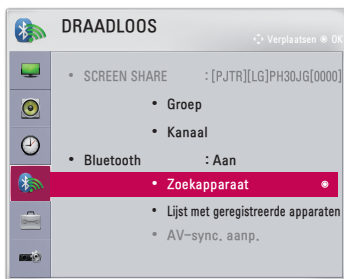 DRAADLOOS
Verplaatsen OK
• SCREEN SHARE : [PJTR][LG]PH30JG[0000]
• Groep
• Kanaal
• Bluetooth : Aan
• Zoekapparaat
• Lijst met geregistreerde apparaten
• AV-sync. aanp.